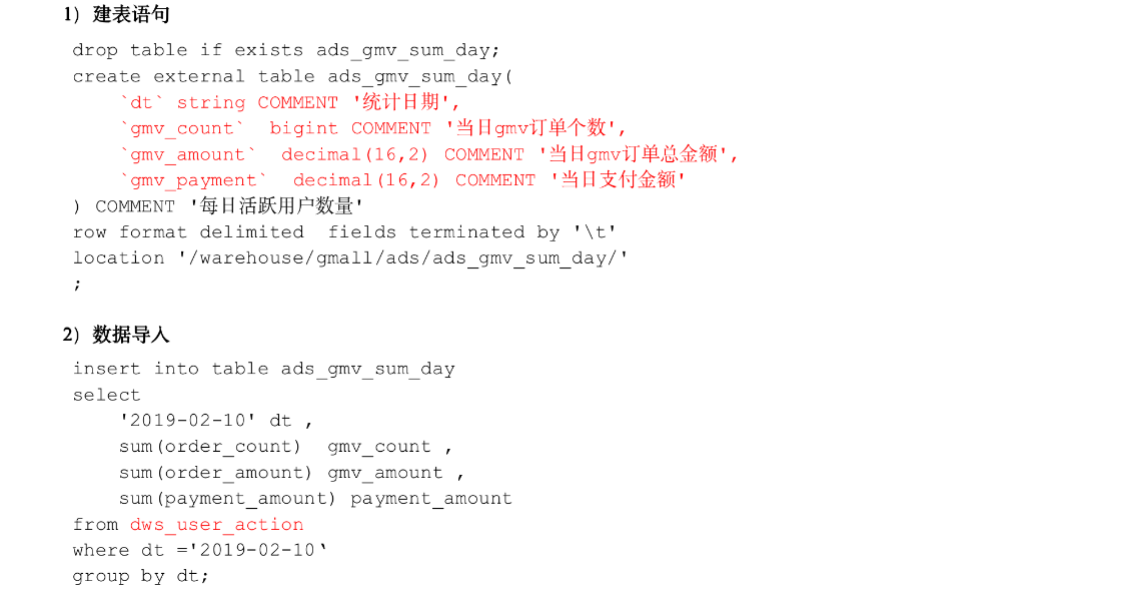 1）建表语句
drop table if exists ads_gmv_sum_day;
create external table ads_gmv_sum_day(
    `dt` string COMMENT '统计日期',
    `gmv_count`  bigint COMMENT '当日gmv订单个数',
    `gmv_amount`  decimal(16,2) COMMENT '当日gmv订单总金额',
    `gmv_payment`  decimal(16,2) COMMENT '当日支付金额'
) COMMENT '每日活跃用户数量'
row format delimited  fields terminated by '\t'
location '/warehouse/gmall/ads/ads_gmv_sum_day/'
;
2）数据导入
insert into table ads_gmv_sum_day
select
    '2019-02-10' dt ,
    sum(order_count)  gmv_count ,
    sum(order_amount) gmv_amount ,
    sum(payment_amount) payment_amount
from dws_user_action
where dt ='2019-02-10‘
group by dt;